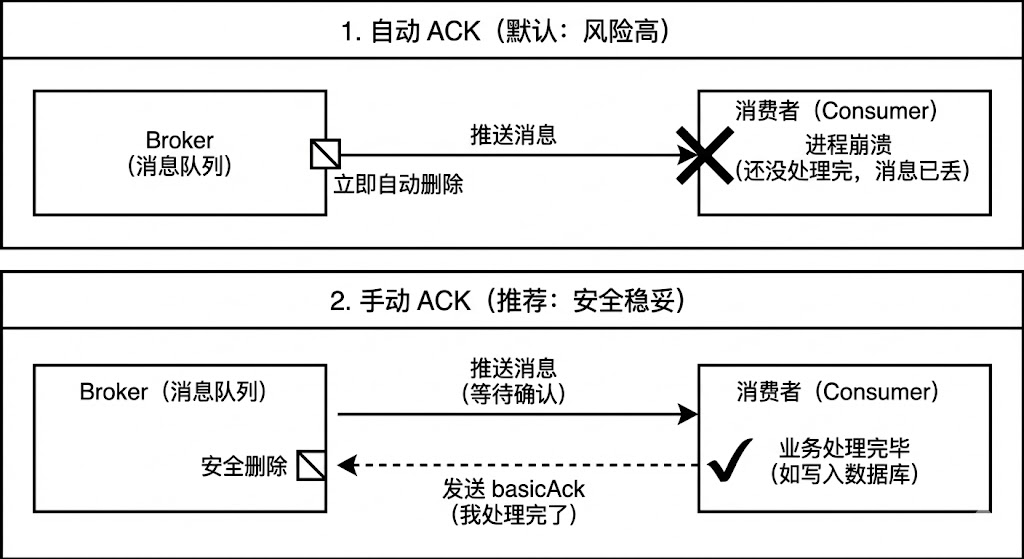 1. 自动 ACK（默认：风险高）
Broker
（消息队列）
立即自动删除
推送消息
消费者（Consumer）
进程崩溃
（还没处理完，消息已丢）
2. 手动 ACK（推荐：安全稳妥）
Broker（消息队列）
安全删除
推送消息
（等待确认）
发送 basicAck
（我处理完了）
消费者（Consumer）
业务处理完毕
（如写入数据库）